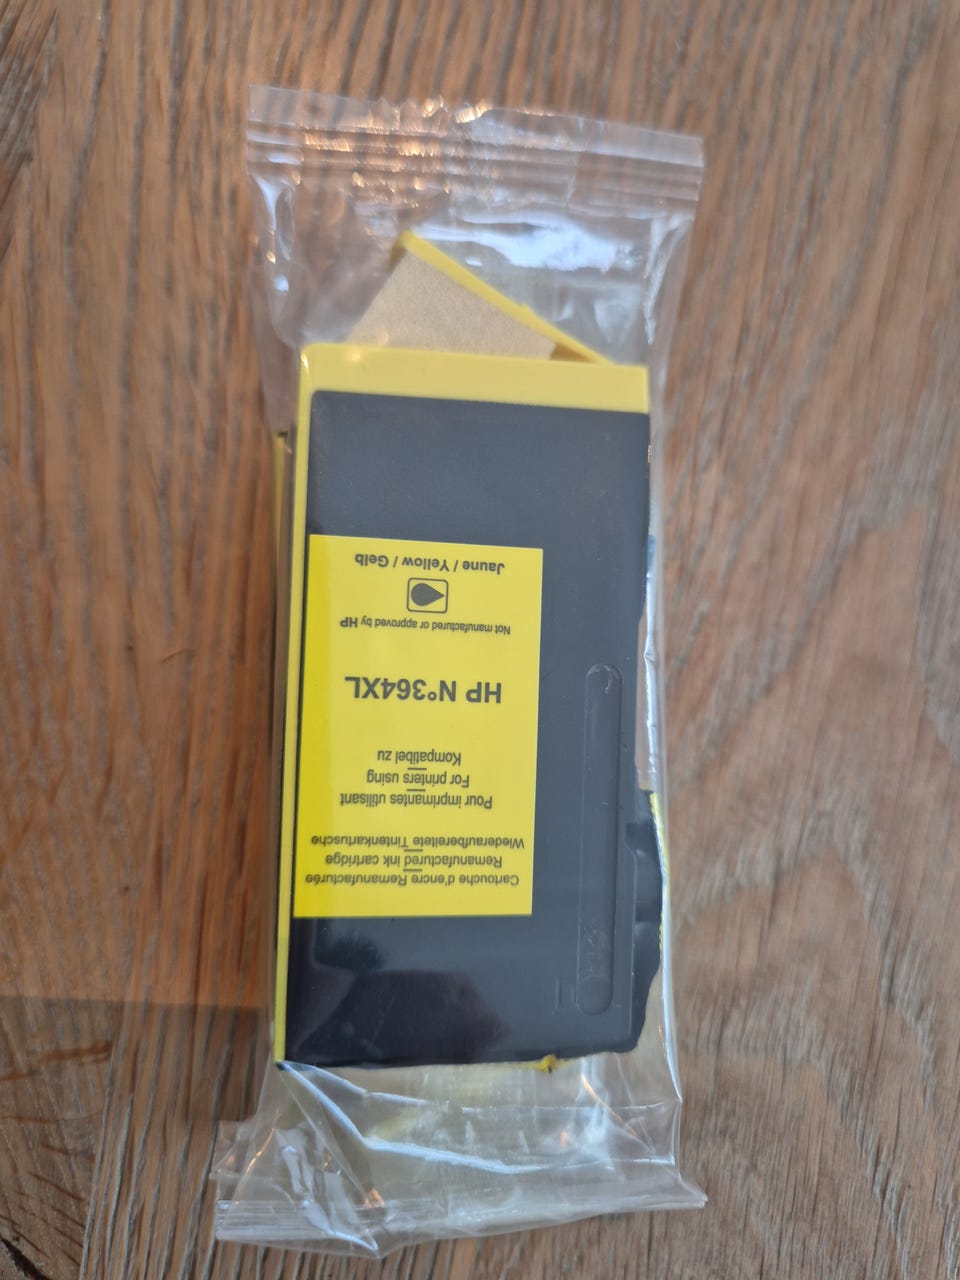 Cartouche d'encre Remanufacturée
Remanufactured ink cartridge
Wiederaufbereitete Tintenkartusche
Pour imprimantes utilisant
For printers using
Kompatibel zu
HP N°364XL
Not manufactured or approved by HP
Jaune / Yellow / Gelb